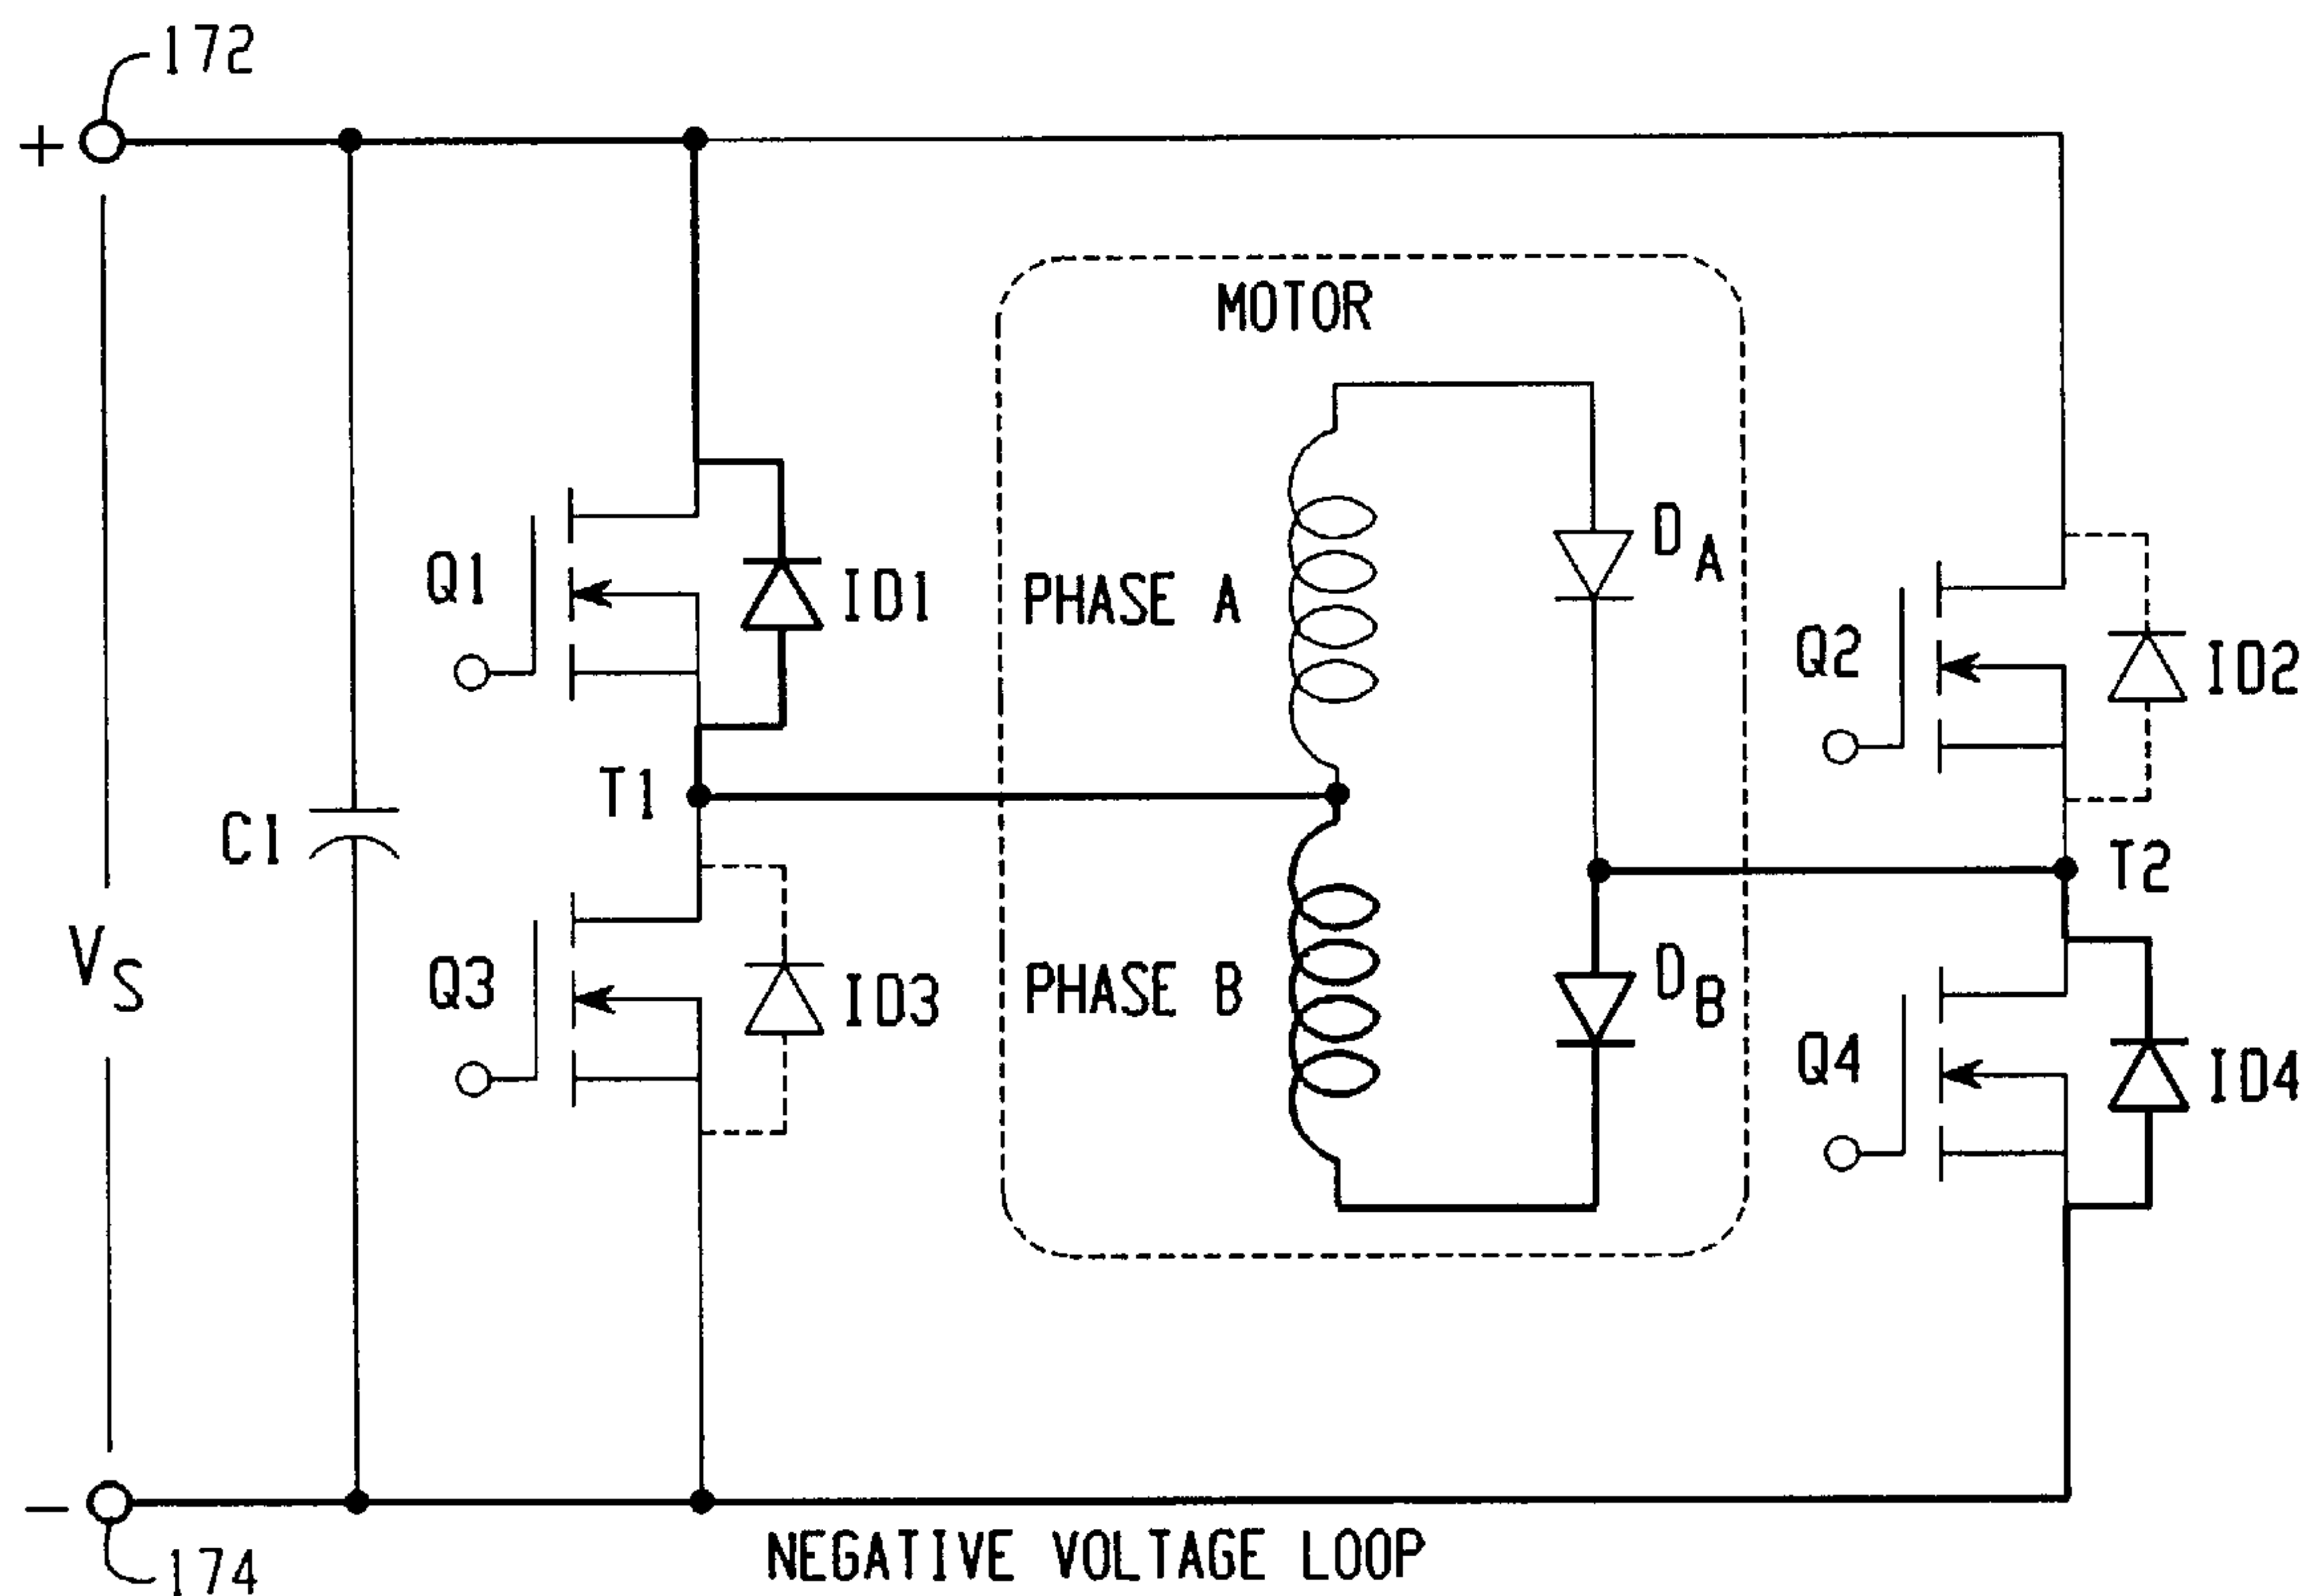 172
+
MOTOR
D A
Q1
ID1
PHASE A
Q2
ID2
T1
C1
T2
V S
Q3
ID3
PHASE B
D B
Q4
ID4
−
174
NEGATIVE VOLTAGE LOOP